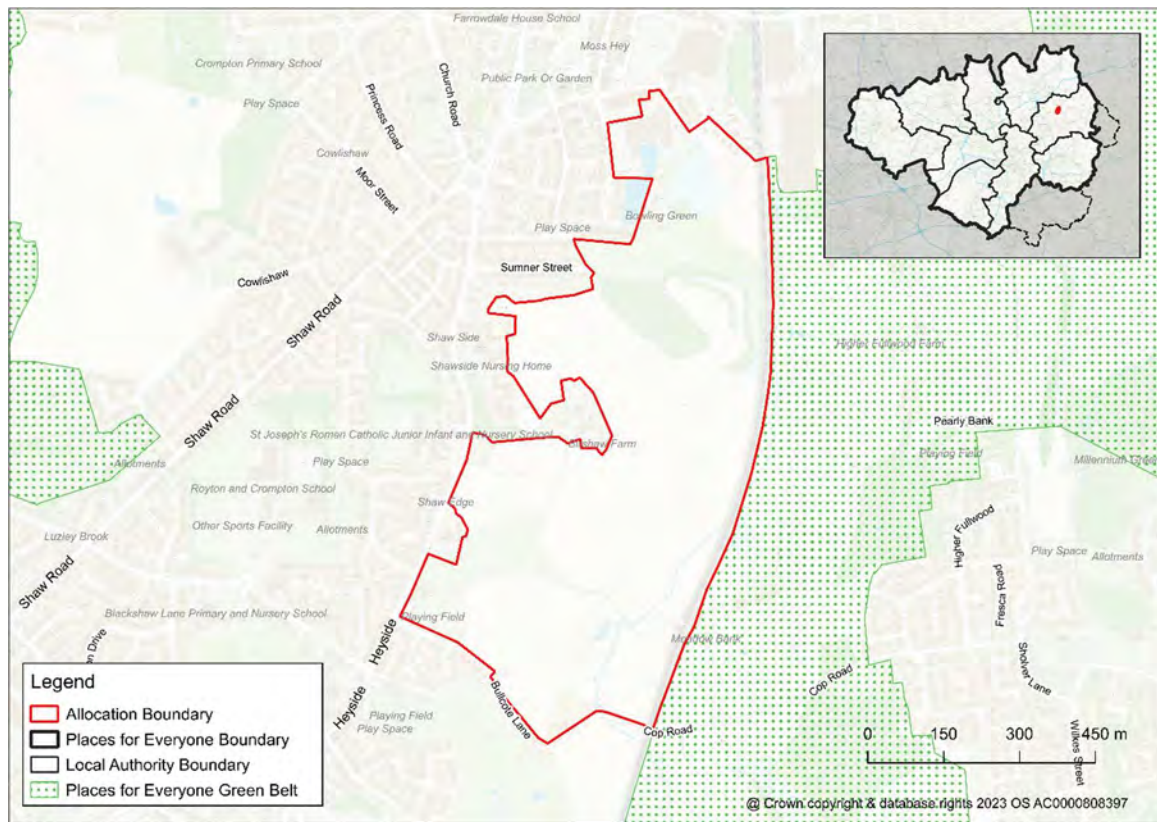 Farrowdale House School
Moss Hey
Crompton Primary School
Public Park Or Garden
Play Space
Princess Road
Church Road
Cowlishaw
Moor Street
Bowling Green
Play Space
Sumner Street
Cowlishaw
Shaw Road
Shaw Side
Higher Fullwood Farm
Shawside Nursing Home
Shaw Road
Pearly Bank
St Joseph's Roman Catholic Junior Infant and Nursery School
Playing Field
Millennium Green
Allotments
Play Space
Royton and Crompton School
Shaw Edge
Other Sports Facility
Allotments
Luzley Brook
Higher Fullwood
Play Space
Allotments
Shaw Road
Fresca Road
Blackshaw Lane Primary and Nursery School
Playing Field
Heyside
Meadow Bank
en Drive
Sholver Lane
Cop Road
Heyside
Bullcote Lane
Playing Field
Play Space
Cop Road
Wilkes Street
Legend
Allocation Boundary
Places for Everyone Boundary
Local Authority Boundary
Places for Everyone Green Belt
0 150 300 450 m
@ Crown copyright & database rights 2023 OS AC0000808397